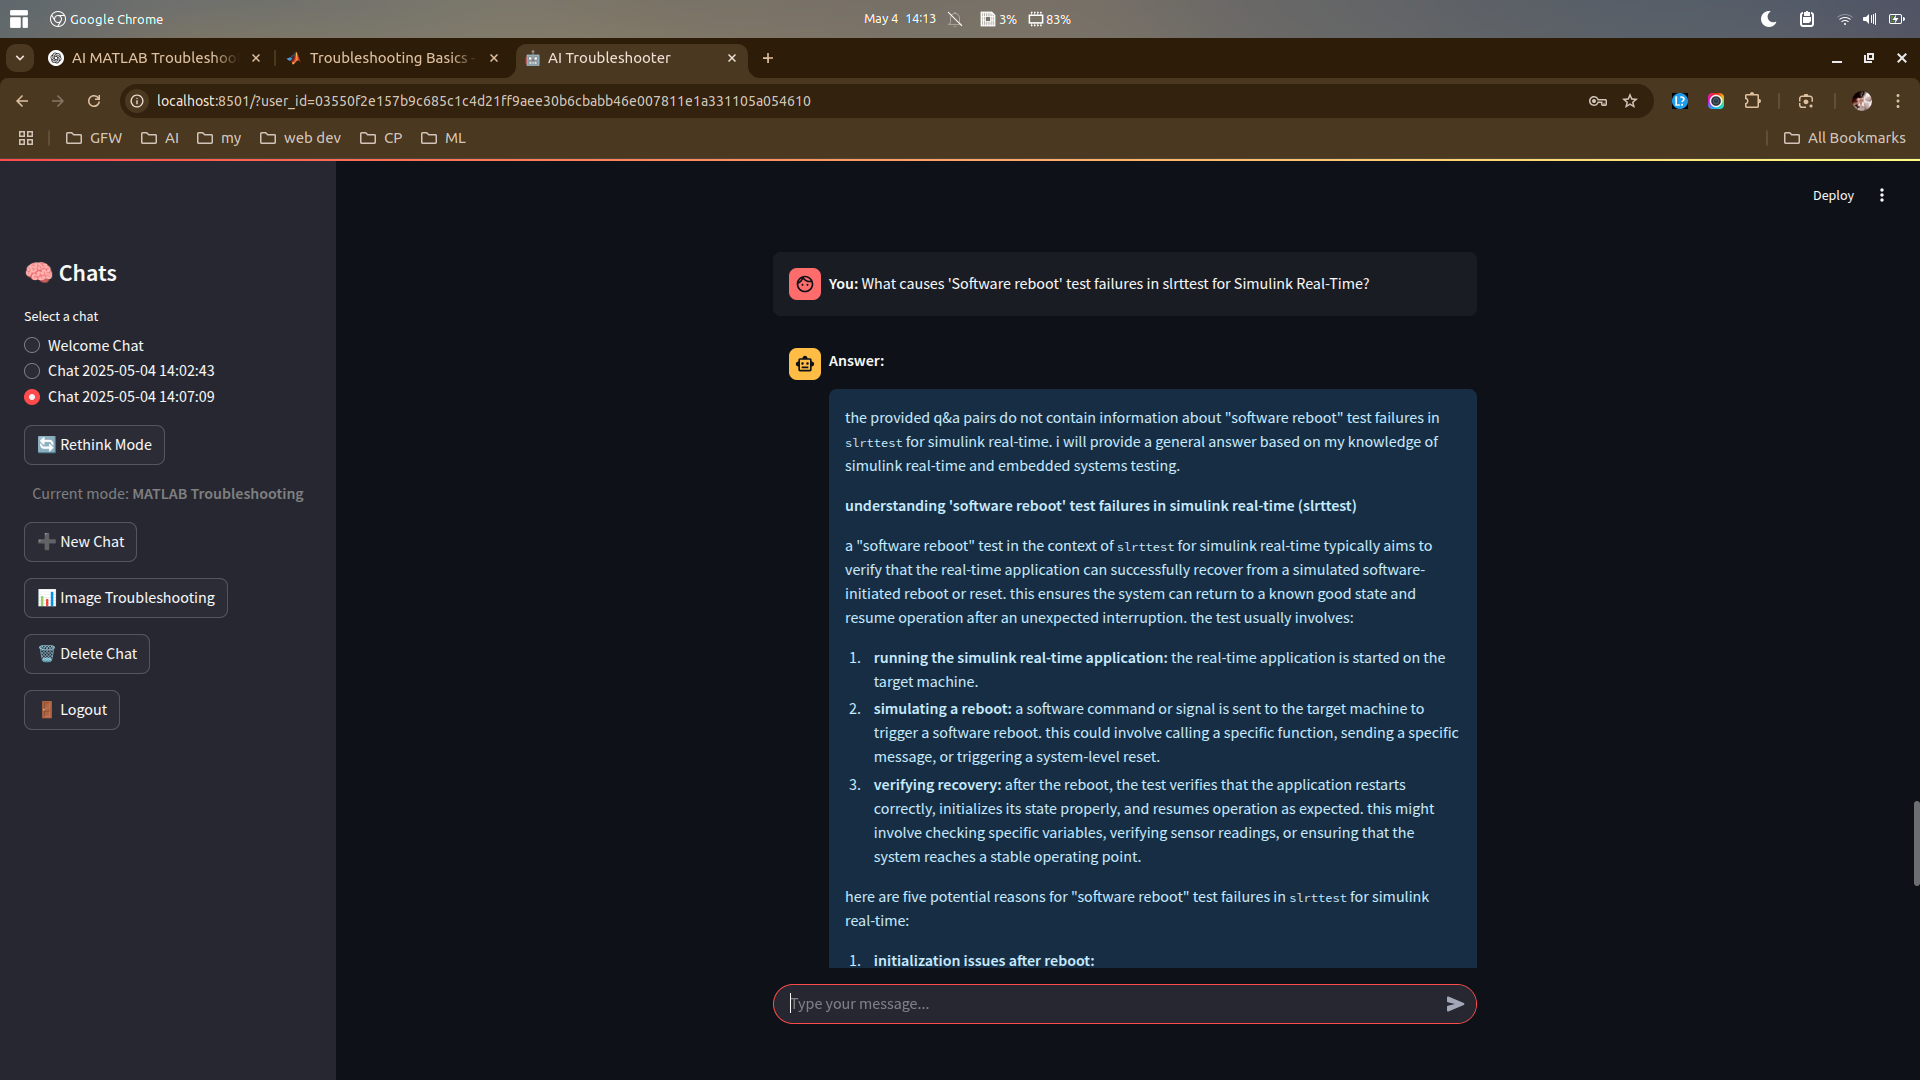 Google Chrome
May 4 14:13
3%
83%
AI MATLAB Troubleshoo
Troubleshooting Basics
AI Troubleshooter
localhost:8501/?user_id=03550f2e157b9c685c1c4d21ff9aee30b6cbabb46e007811e1a331105a054610
GFW
AI
my
web dev
CP
ML
All Bookmarks
Deploy
Chats
Select a chat
Welcome Chat
Chat 2025-05-04 14:02:43
Chat 2025-05-04 14:07:09
Rethink Mode
Current mode: MATLAB Troubleshooting
New Chat
Image Troubleshooting
Delete Chat
Logout
You: What causes 'Software reboot' test failures in slrttest for Simulink Real-Time?
Answer:
the provided q&a pairs do not contain information about "software reboot" test failures in
slrttest for simulink real-time. i will provide a general answer based on my knowledge of
simulink real-time and embedded systems testing.
understanding 'software reboot' test failures in simulink real-time (slrttest)
a "software reboot" test in the context of slrttest for simulink real-time typically aims to
verify that the real-time application can successfully recover from a simulated software-
initiated reboot or reset. this ensures the system can return to a known good state and
resume operation after an unexpected interruption. the test usually involves:
1. running the simulink real-time application: the real-time application is started on the
target machine.
2. simulating a reboot: a software command or signal is sent to the target machine to
trigger a software reboot. this could involve calling a specific function, sending a specific
message, or triggering a system-level reset.
3. verifying recovery: after the reboot, the test verifies that the application restarts
correctly, initializes its state properly, and resumes operation as expected. this might
involve checking specific variables, verifying sensor readings, or ensuring that the
system reaches a stable operating point.
here are five potential reasons for "software reboot" test failures in slrttest for simulink
real-time:
1. initialization issues after reboot:
Type your message...